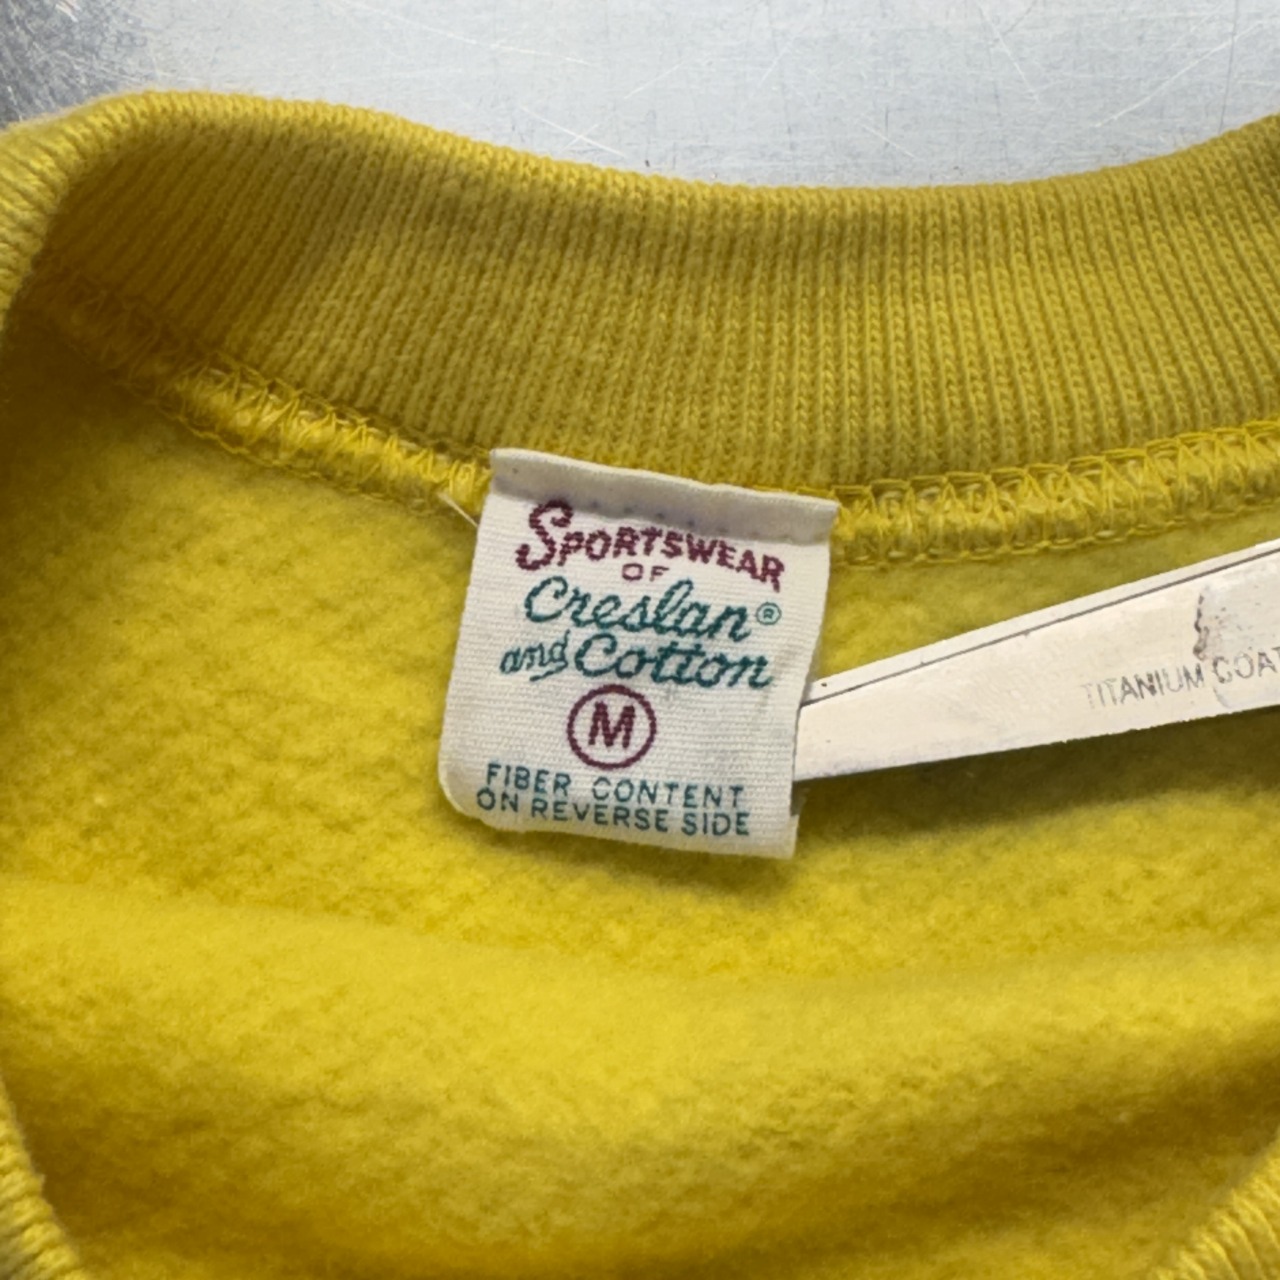 SPORTSWEAR
OF
Creslan®
and Cotton
M
FIBER CONTENT
ON REVERSE SIDE
TITANIUM COAT